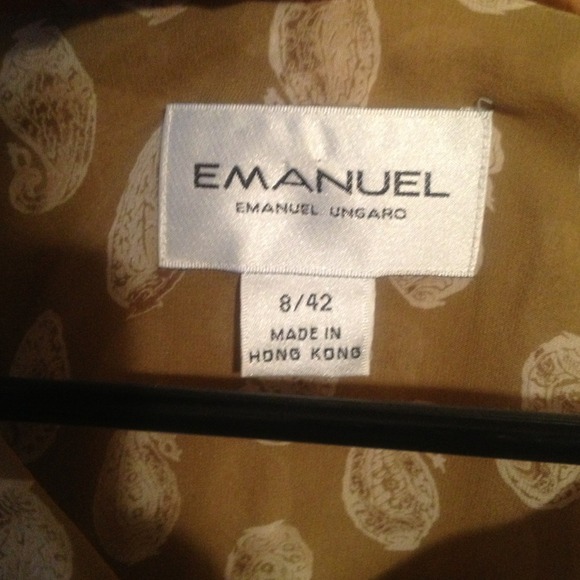 EMANUEL
EMANUEL UNGARO
8/42
MADE IN
HONG KONG